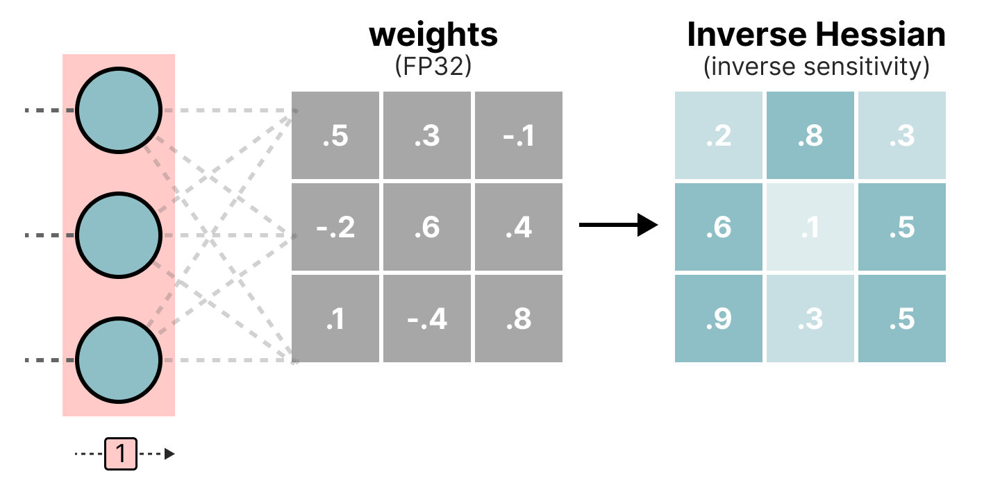 weights
(FP32)
.5 .3 -.1
-.2 .6 .4
.1 -.4 .8
Inverse Hessian
(inverse sensitivity)
.2 .8 .3
.6 .1 .5
.9 .3 .5
1